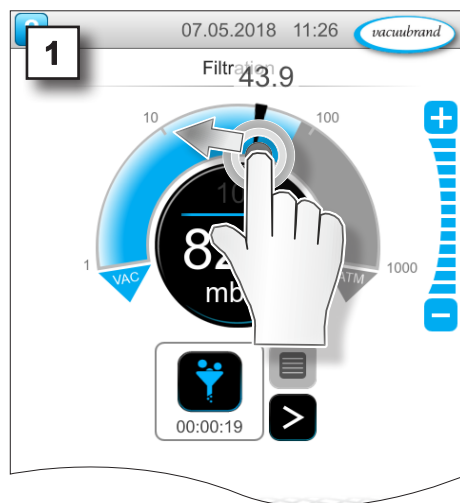 1
07.05.2018 11:26 vacuubrand
Filtration
43.9
10 100
1 VAC ATM 1000
mb
00:00:19